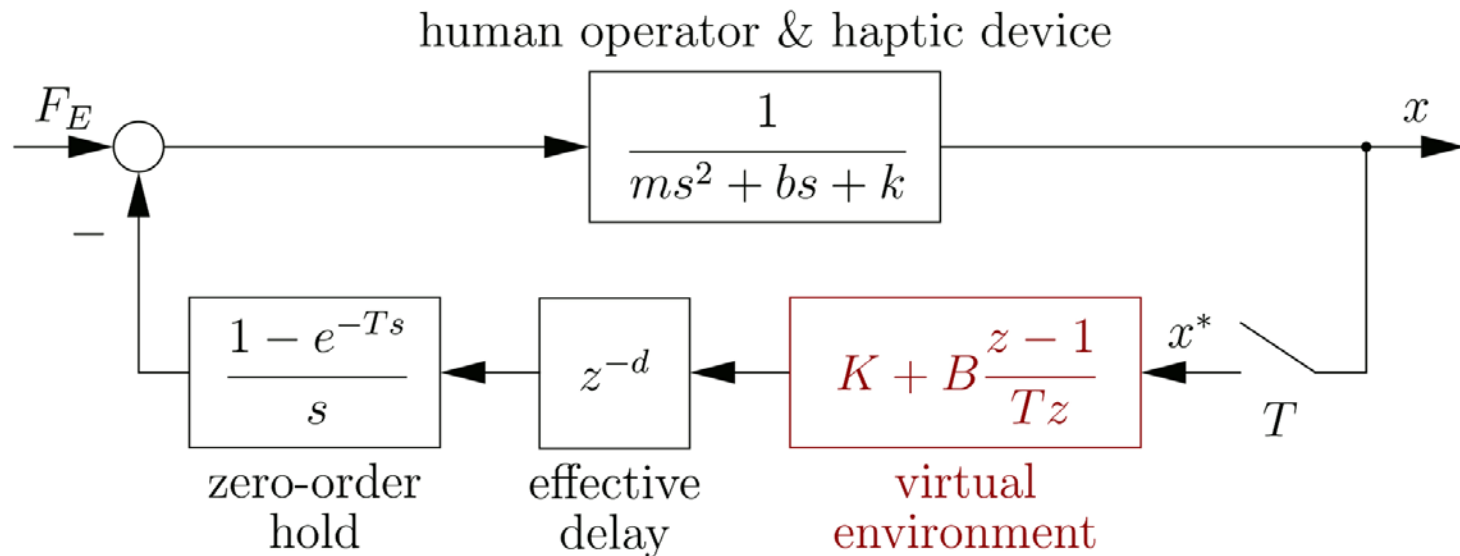 human operator & haptic device
F_E
1
ms² + bs + k
x
−
1 − e^{−Ts}
s
z^{−d}
K + B
z − 1
Tz
x*
T
zero-order
hold
effective
delay
virtual
environment